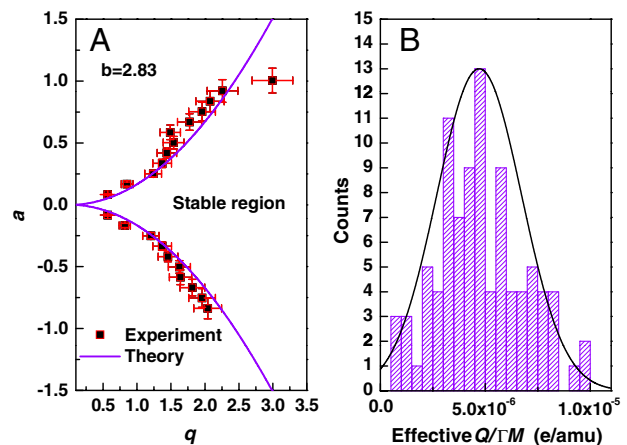 A
b=2.83
1.5
1.0
0.5
0.0
-0.5
-1.0
-1.5
a
Stable region
Experiment
Theory
0.5 1.0 1.5 2.0 2.5 3.0 3.5
q
B
15
14
13
12
11
10
9
8
7
6
5
4
3
2
1
0
Counts
0.0 5.0x10⁻⁶ 1.0x10⁻⁵
Effective Q/ΓM (e/amu)